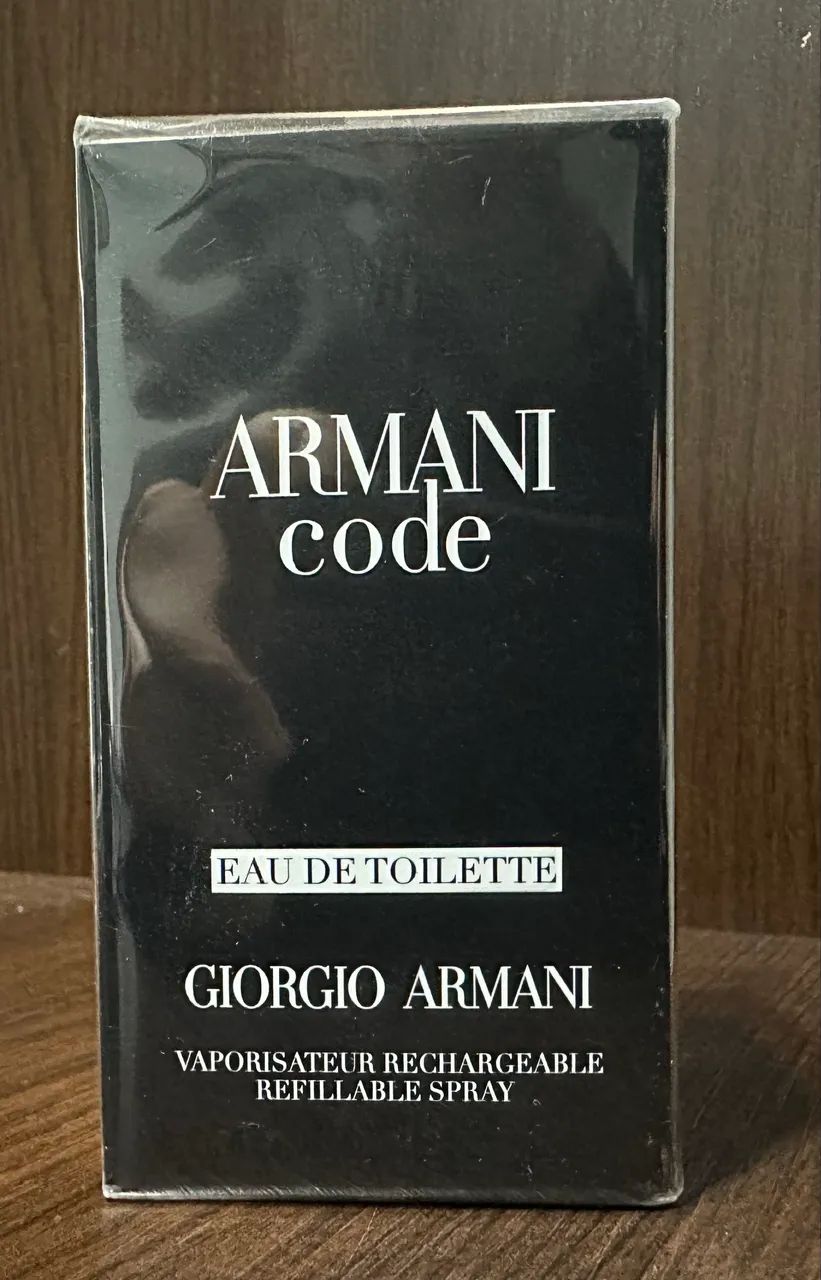 ARMANI
code
EAU DE TOILETTE
GIORGIO ARMANI
VAPORISATEUR RECHARGEABLE
REFILLABLE SPRAY